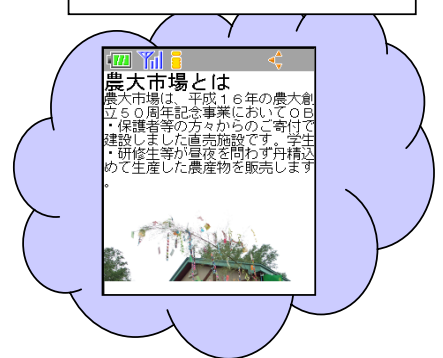 農大市場とは
農大市場は、平成１６年の農大創
立５０周年記念事業においてＯＢ
・保護者等の方々からのご寄付で
建設しました直売施設です。学生
・研修生等が昼夜を問わず丹精込
めて生産した農産物を販売します
。